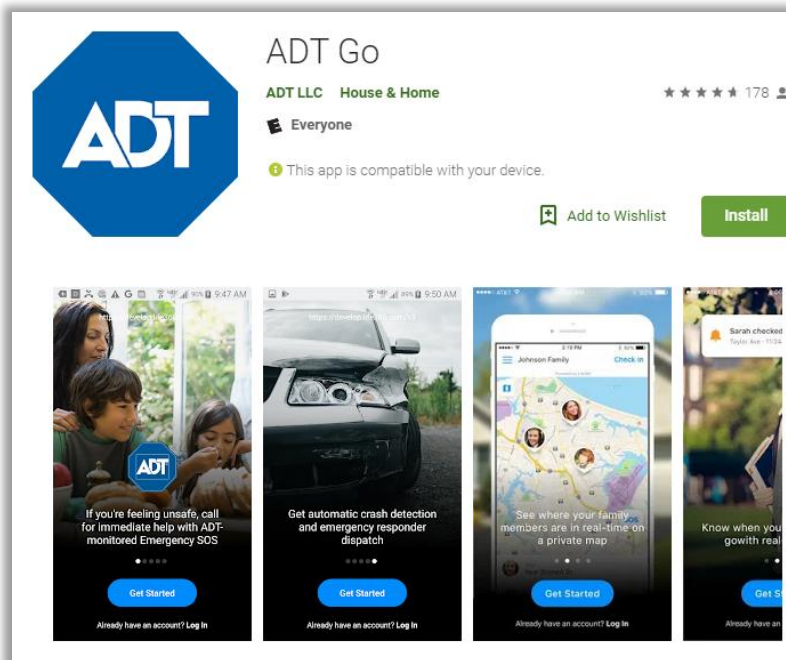 ADT
ADT Go
ADT LLC House & Home
178
Everyone
This app is compatible with your device.
Add to Wishlist
Install
9:47 AM
ADT
If you're feeling unsafe, call
for immediate help with ADT-
monitored Emergency SOS
Get Started
Already have an account? Log In
9:50 AM
Get automatic crash detection
and emergency responder
dispatch
Get Started
Already have an account? Log In
Johnson Family
Check in
See where your family
members are in real-time on
a private map
Get Started
Already have an account? Log In
Sarah checked
Know when you
gowith real
Get S
Already have an